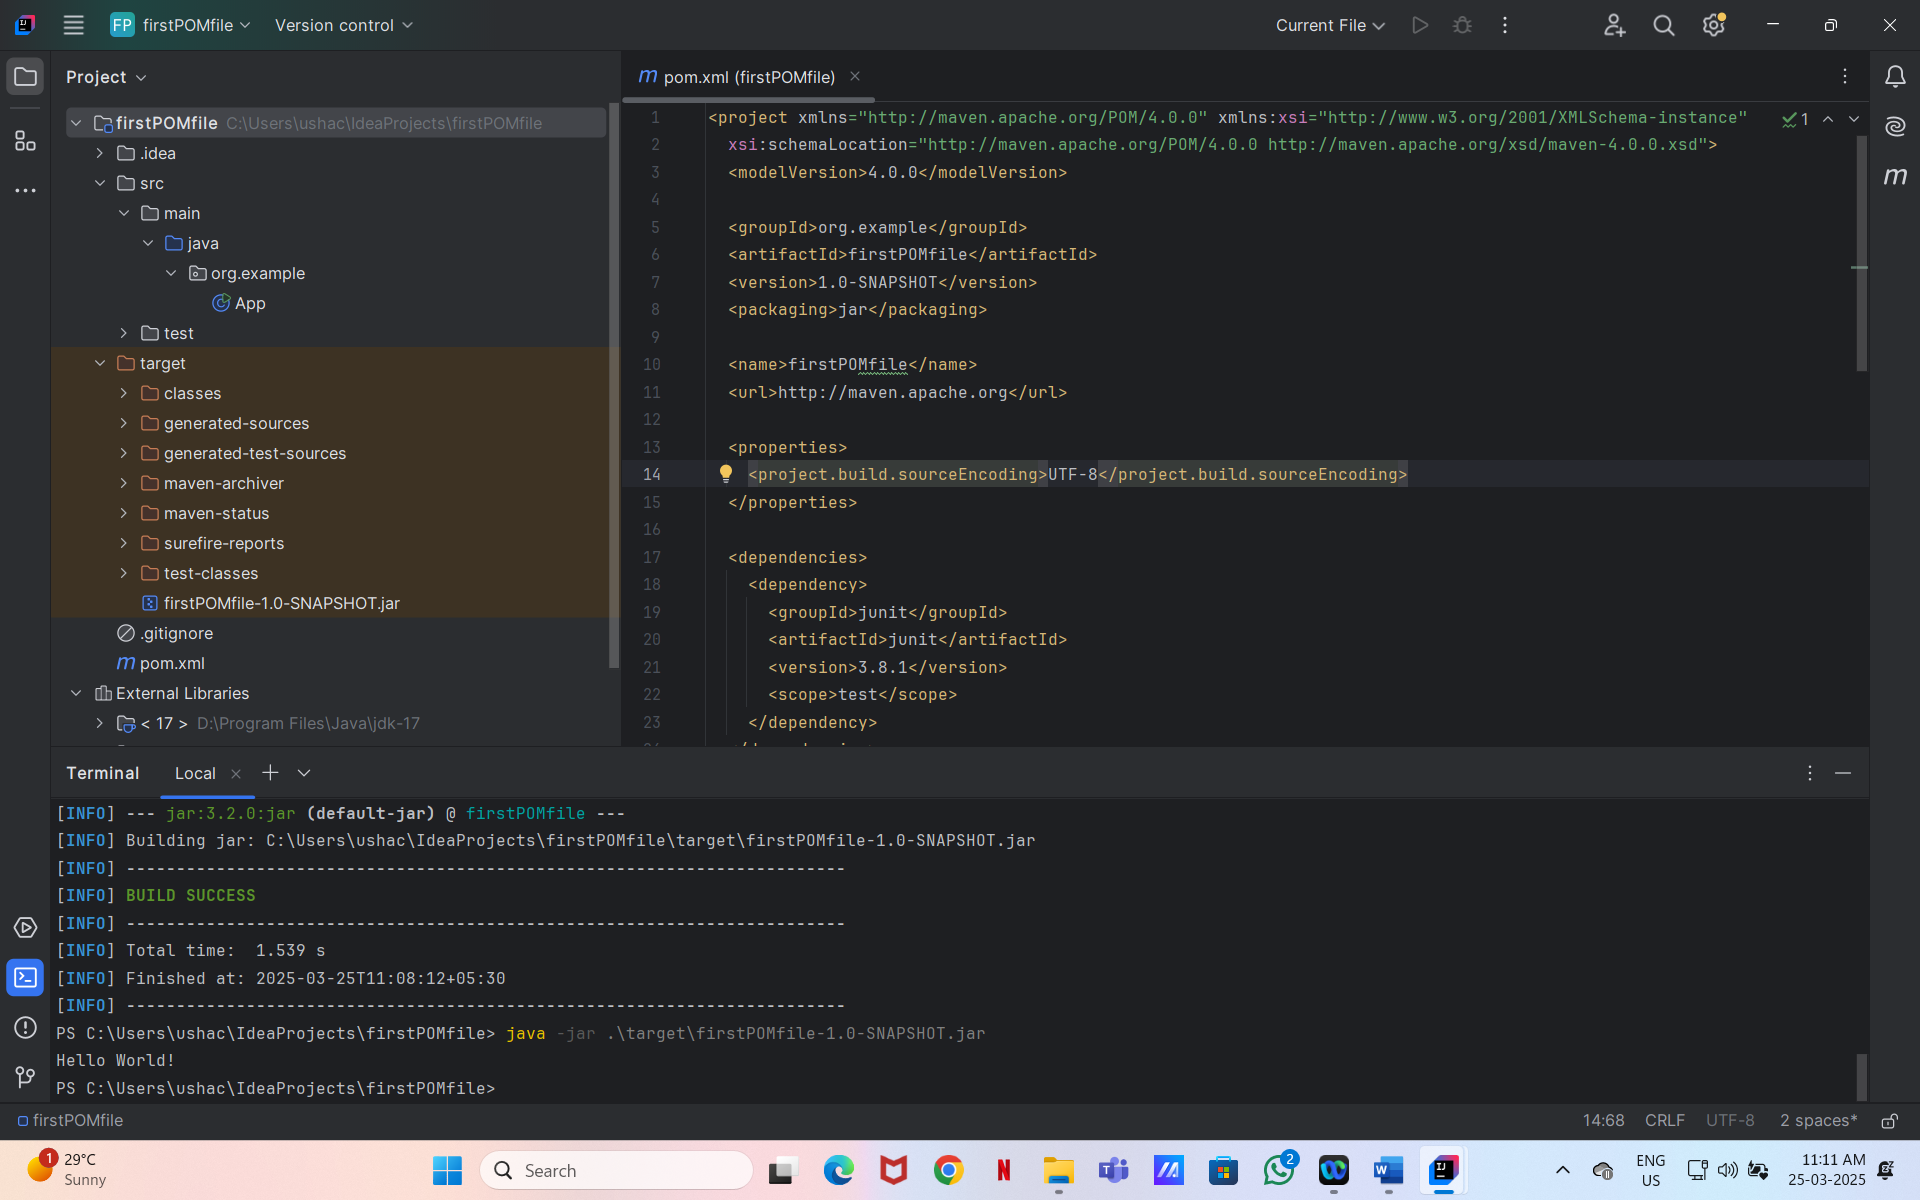 FP firstPOMfile Version control Current File
Project
firstPOMfile C:\Users\ushac\IdeaProjects\firstPOMfile
.idea
src
main
java
org.example
App
test
target
classes
generated-sources
generated-test-sources
maven-archiver
maven-status
surefire-reports
test-classes
firstPOMfile-1.0-SNAPSHOT.jar
.gitignore
m pom.xml
External Libraries
< 17 > D:\Program Files\Java\jdk-17
m pom.xml (firstPOMfile)
1 <project xmlns="http://maven.apache.org/POM/4.0.0" xmlns:xsi="http://www.w3.org/2001/XMLSchema-instance" 1
2 xsi:schemaLocation="http://maven.apache.org/POM/4.0.0 http://maven.apache.org/xsd/maven-4.0.0.xsd">
3 <modelVersion>4.0.0</modelVersion>
4
5 <groupId>org.example</groupId>
6 <artifactId>firstPOMfile</artifactId>
7 <version>1.0-SNAPSHOT</version>
8 <packaging>jar</packaging>
9
10 <name>firstPOMfile</name>
11 <url>http://maven.apache.org</url>
12
13 <properties>
14 <project.build.sourceEncoding>UTF-8</project.build.sourceEncoding>
15 </properties>
16
17 <dependencies>
18 <dependency>
19 <groupId>junit</groupId>
20 <artifactId>junit</artifactId>
21 <version>3.8.1</version>
22 <scope>test</scope>
23 </dependency>
m
Terminal Local
[INFO] --- jar:3.2.0:jar (default-jar) @ firstPOMfile ---
[INFO] Building jar: C:\Users\ushac\IdeaProjects\firstPOMfile\target\firstPOMfile-1.0-SNAPSHOT.jar
[INFO] ------------------------------------------------------------------------
[INFO] BUILD SUCCESS
[INFO] ------------------------------------------------------------------------
[INFO] Total time:  1.539 s
[INFO] Finished at: 2025-03-25T11:08:12+05:30
[INFO] ------------------------------------------------------------------------
PS C:\Users\ushac\IdeaProjects\firstPOMfile> java -jar .\target\firstPOMfile-1.0-SNAPSHOT.jar
Hello World!
PS C:\Users\ushac\IdeaProjects\firstPOMfile>
firstPOMfile 14:68 CRLF UTF-8 2 spaces*
1 29°C
Sunny
Search
2
ENG
US
11:11 AM
25-03-2025